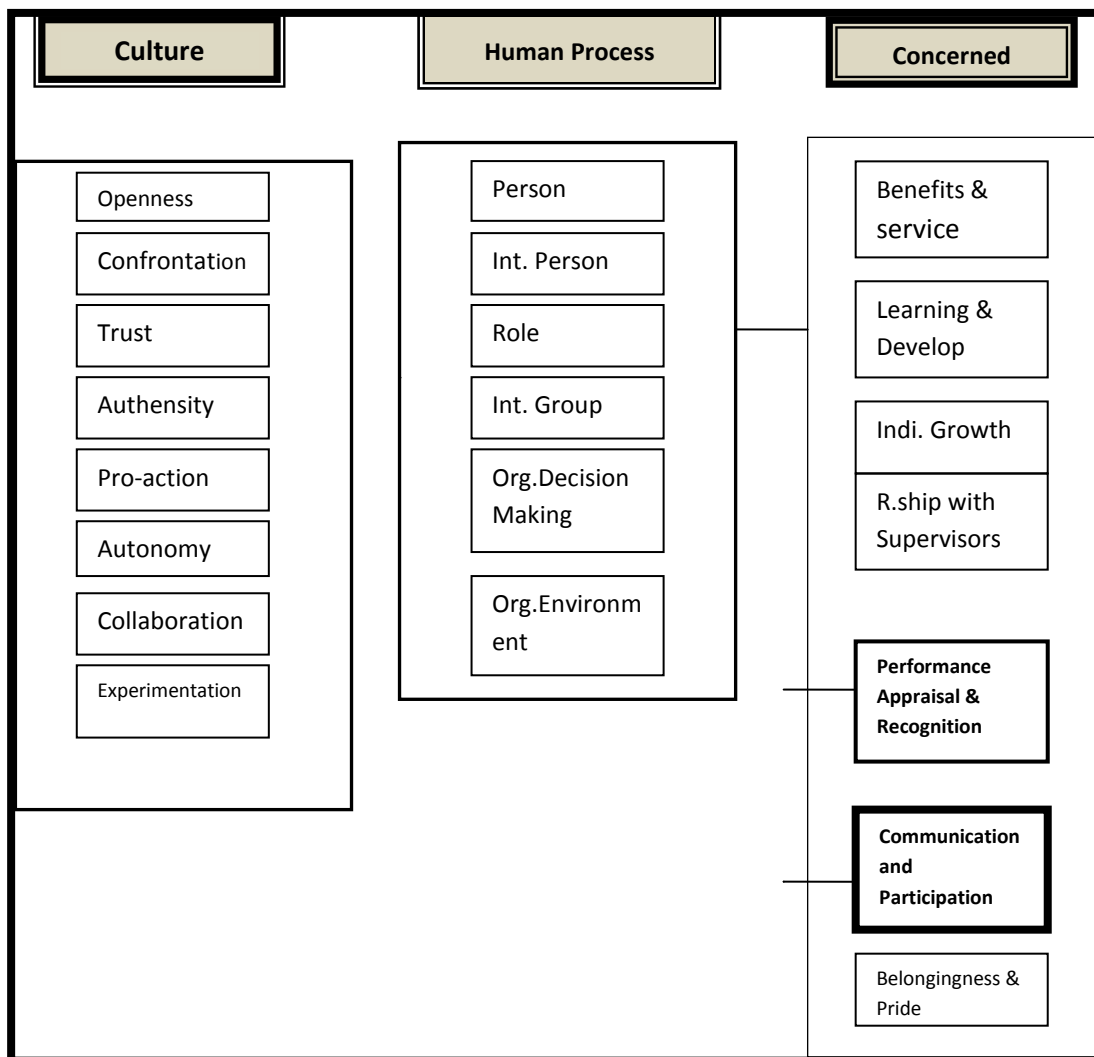 Culture
Human Process
Concerned
Openness
Confrontation
Trust
Authensity
Pro-action
Autonomy
Collaboration
Experimentation
Person
Int. Person
Role
Int. Group
Org.Decision
Making
Org.Environm
ent
Benefits &
service
Learning &
Develop
Indi. Growth
R.ship with
Supervisors
Performance
Appraisal &
Recognition
Communication
and
Participation
Belongingness &
Pride